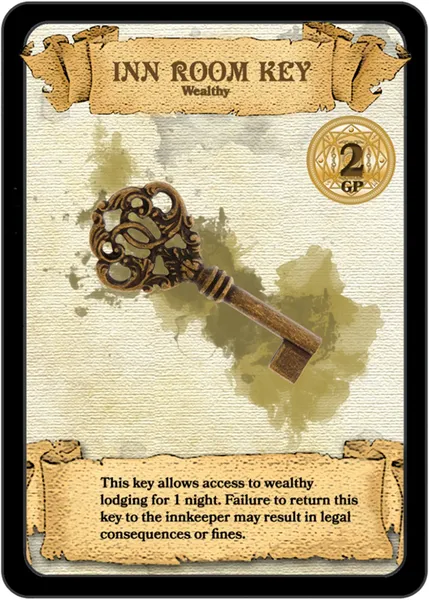 INN ROOM KEY
Wealthy
2
GP
This key allows access to wealthy
lodging for 1 night. Failure to return this
key to the innkeeper may result in legal
consequences or fines.